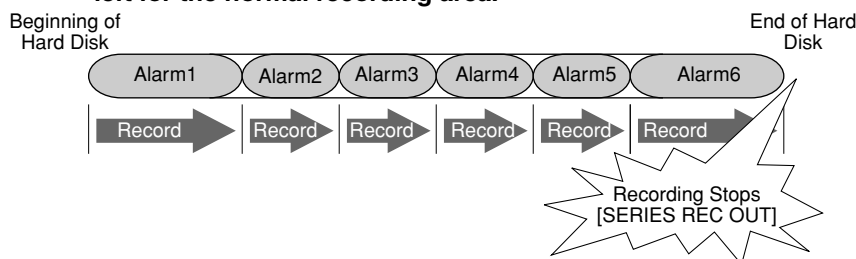 left for the normal recording area.
Beginning of
Hard Disk
End of Hard
Disk
Alarm1 Alarm2 Alarm3 Alarm4 Alarm5 Alarm6
Record Record Record Record Record Record
Recording Stops
[SERIES REC OUT]